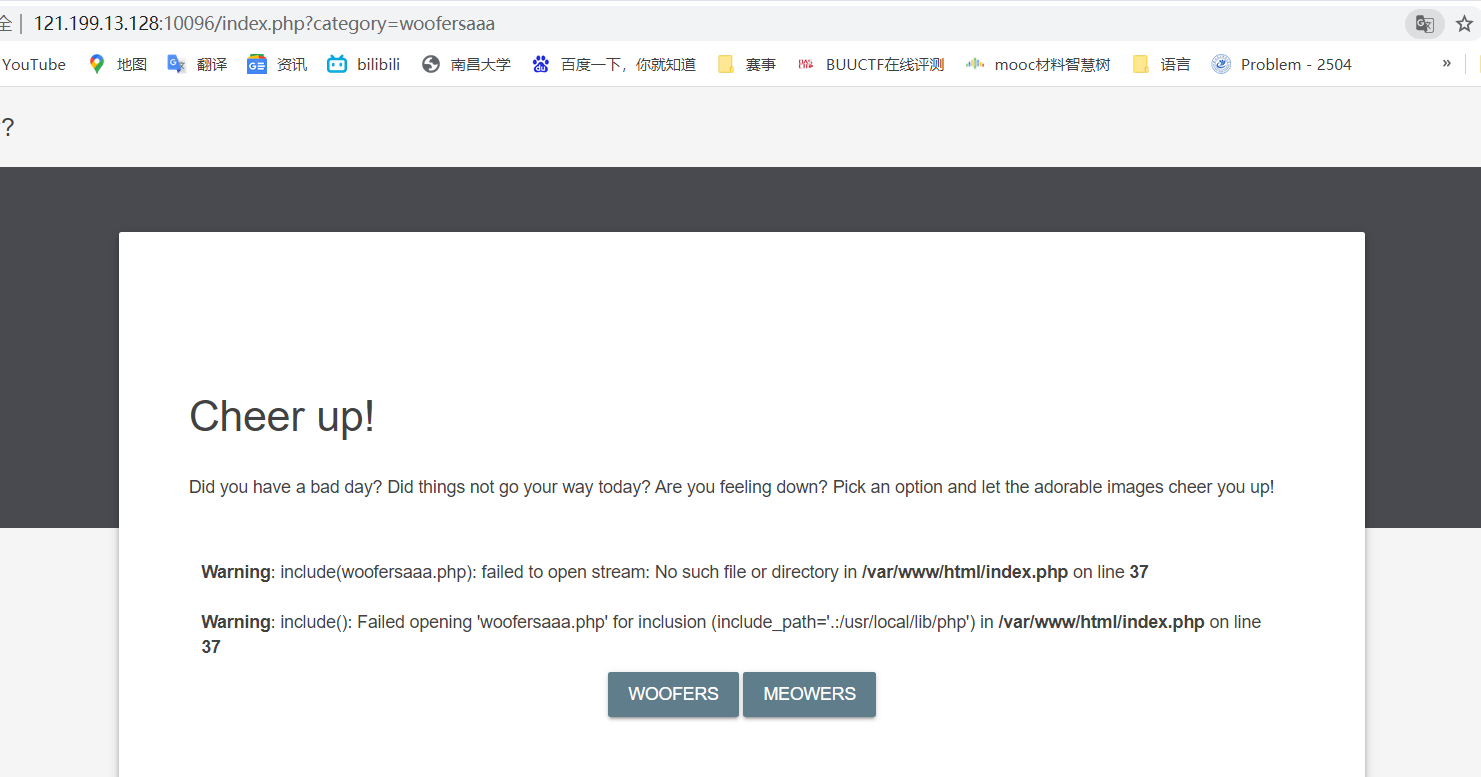 全 | 121.199.13.128:10096/index.php?category=woofersaaa
YouTube 地图 翻译 资讯 bilibili 南昌大学 百度一下，你就知道 赛事 BUUCTF在线评测 mooc材料智慧树 语言 Problem - 2504 »
?
Cheer up!
Did you have a bad day? Did things not go your way today? Are you feeling down? Pick an option and let the adorable images cheer you up!
Warning: include(woofersaaa.php): failed to open stream: No such file or directory in /var/www/html/index.php on line 37
Warning: include(): Failed opening 'woofersaaa.php' for inclusion (include_path='.:/usr/local/lib/php') in /var/www/html/index.php on line
37
WOOFERS MEOWERS